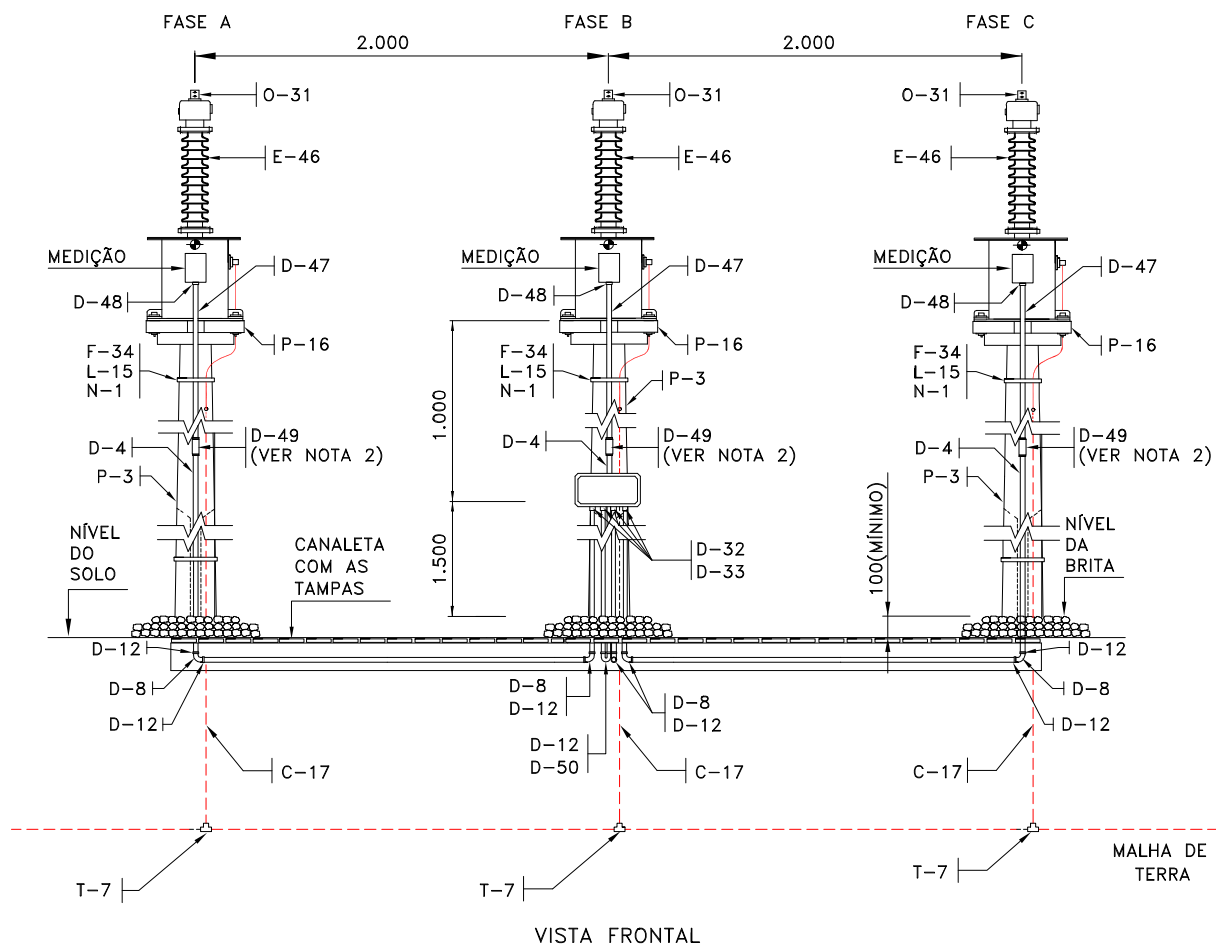 FASE A
FASE B
FASE C
2.000
2.000
O-31
O-31
O-31
E-46
E-46
E-46
MEDIÇÃO
D-47
MEDIÇÃO
D-47
MEDIÇÃO
D-47
D-48
D-48
D-48
P-16
P-16
P-16
F-34
L-15
N-1
F-34
L-15
N-1
P-3
F-34
L-15
N-1
1.000
D-4
D-49
(VER NOTA 2)
D-4
D-49
(VER NOTA 2)
D-4
D-49
(VER NOTA 2)
P-3
P-3
NÍVEL
DO
SOLO
CANALETA
COM AS
TAMPAS
1.500
D-32
D-33
100(MÍNIMO)
NÍVEL
DA
BRITA
D-12
D-8
D-12
D-8
D-12
D-8
D-12
D-12
D-8
D-12
D-12
D-50
C-17
C-17
C-17
T-7
T-7
T-7
MALHA DE
TERRA
VISTA FRONTAL